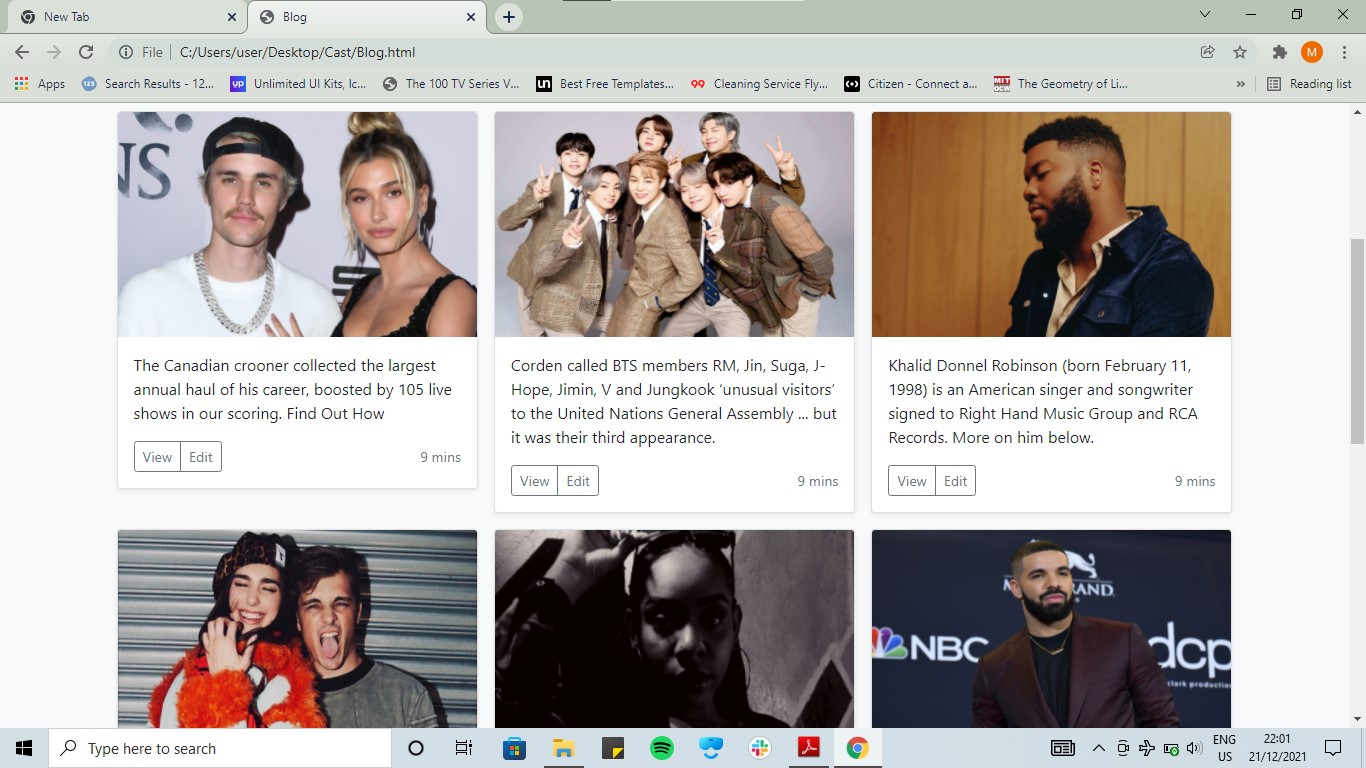 New Tab
Blog
File
C:/Users/user/Desktop/Cast/Blog.html
M
Apps
Search Results - 12...
Unlimited UI Kits, Ic...
The 100 TV Series V...
Best Free Templates...
Cleaning Service Fly...
Citizen - Connect a...
The Geometry of Li...
»
Reading list
NS
The Canadian crooner collected the largest
annual haul of his career, boosted by 105 live
shows in our scoring. Find Out How
View
Edit
9 mins
Corden called BTS members RM, Jin, Suga, J-
Hope, Jimin, V and Jungkook ‘unusual visitors’
to the United Nations General Assembly ... but
it was their third appearance.
View
Edit
9 mins
Khalid Donnel Robinson (born February 11,
1998) is an American singer and songwriter
signed to Right Hand Music Group and RCA
Records. More on him below.
View
Edit
9 mins
NBC
dcp
clark production
Type here to search
ENG
US
22:01
21/12/2021